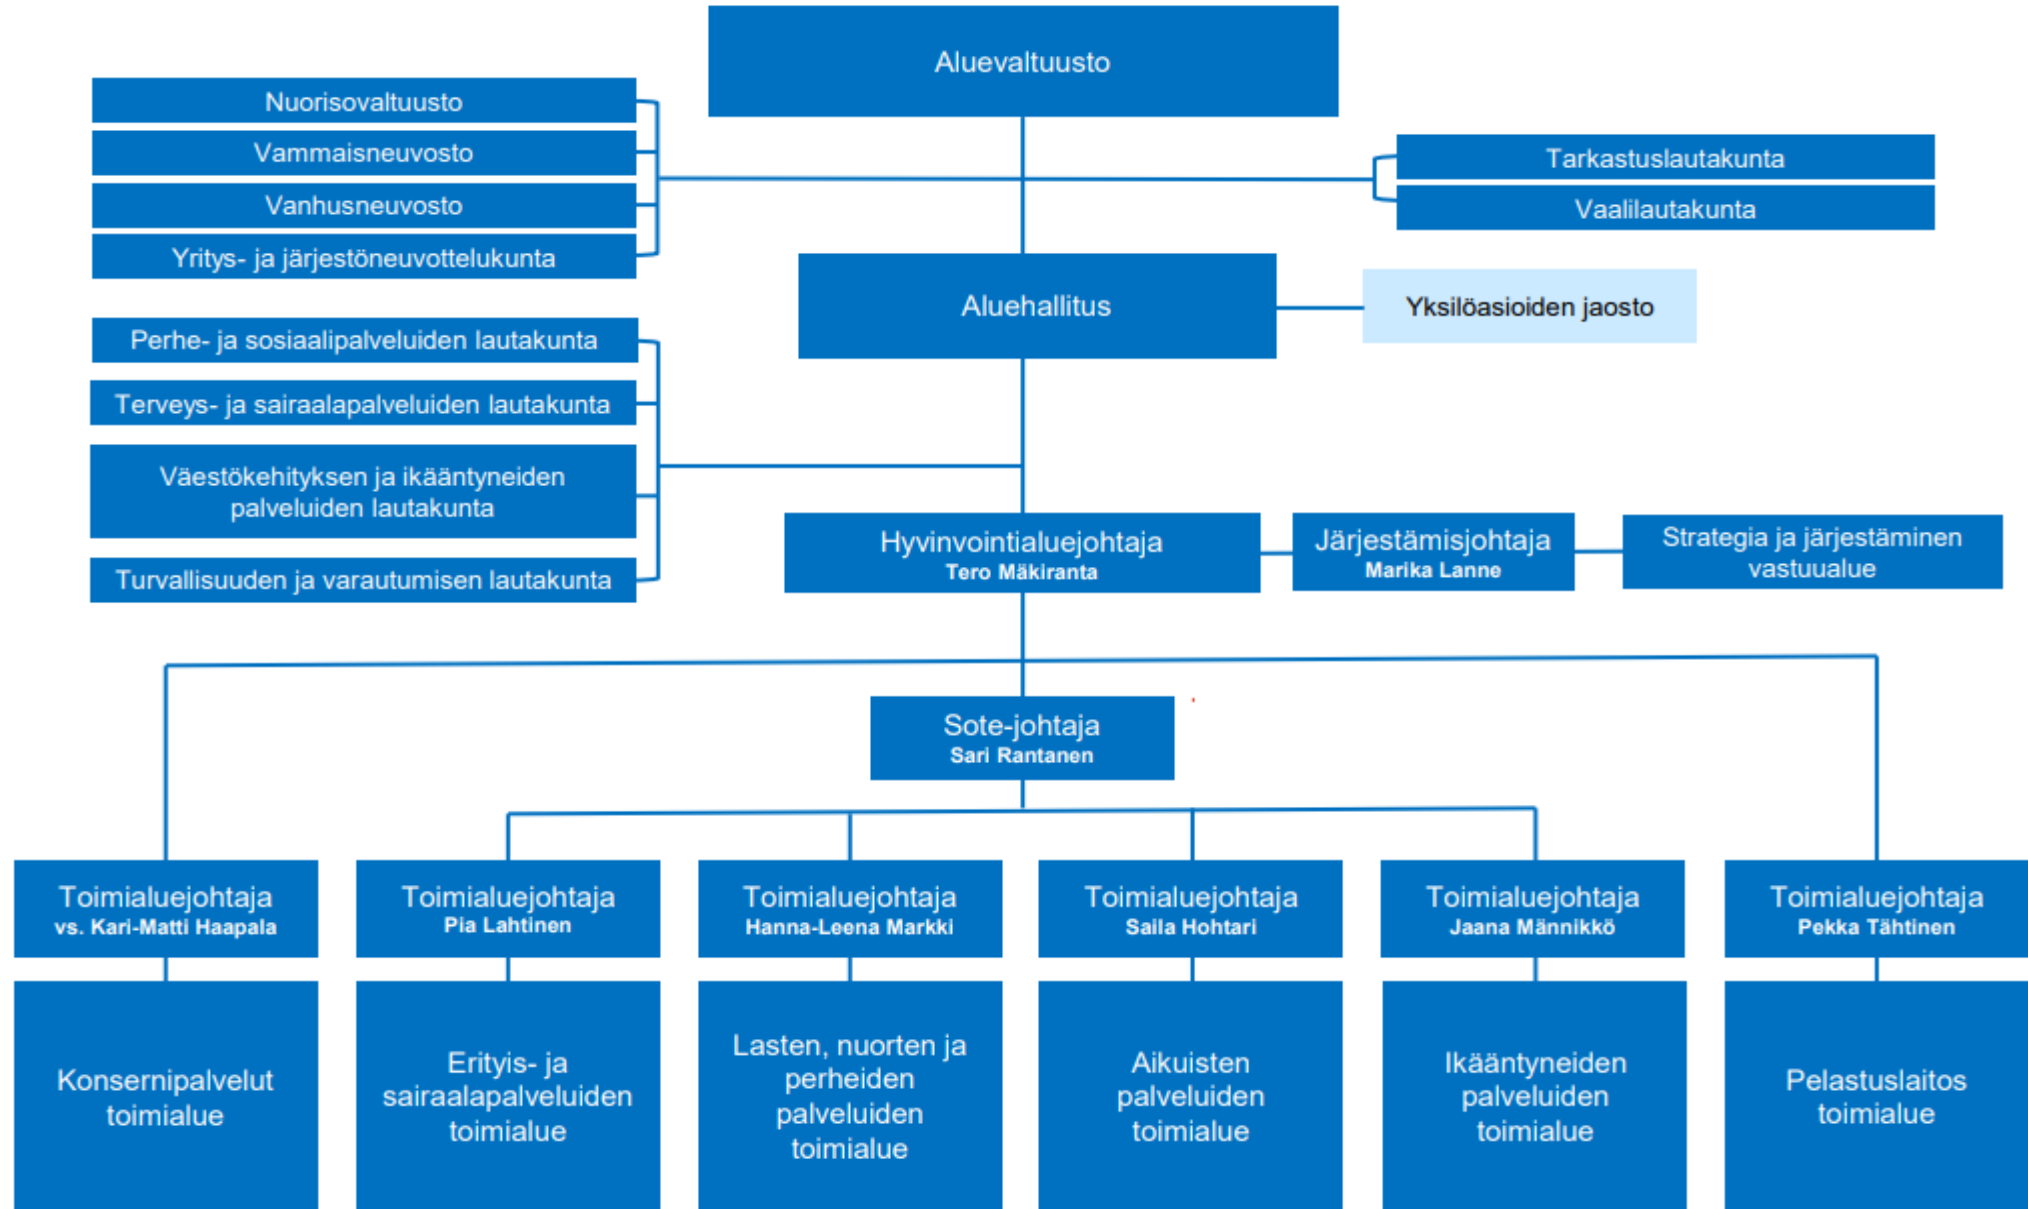 Aluevaltuusto
Nuorisovaltuusto
Vammaisneuvosto
Vanhusneuvosto
Yritys- ja järjestöneuvottelukunta
Tarkastuslautakunta
Vaalilautakunta
Aluehallitus
Yksilöasioiden jaosto
Perhe- ja sosiaalipalveluiden lautakunta
Terveys- ja sairaalapalveluiden lautakunta
Väestökehityksen ja ikääntyneiden
palveluiden lautakunta
Turvallisuuden ja varautumisen lautakunta
Hyvinvointialuejohtaja
Tero Mäkiranta
Järjestämisjohtaja
Marika Lanne
Strategia ja järjestäminen
vastuualue
Sote-johtaja
Sari Rantanen
Toimialuejohtaja
vs. Kari-Matti Haapala
Toimialuejohtaja
Pia Lahtinen
Toimialuejohtaja
Hanna-Leena Markki
Toimialuejohtaja
Saila Hohtari
Toimialuejohtaja
Jaana Männikkö
Toimialuejohtaja
Pekka Tähtinen
Konsernipalvelut
toimialue
Erityis- ja
sairaalapalveluiden
toimialue
Lasten, nuorten ja
perheiden
palveluiden
toimialue
Aikuisten
palveluiden
toimialue
Ikääntyneiden
palveluiden
toimialue
Pelastuslaitos
toimialue